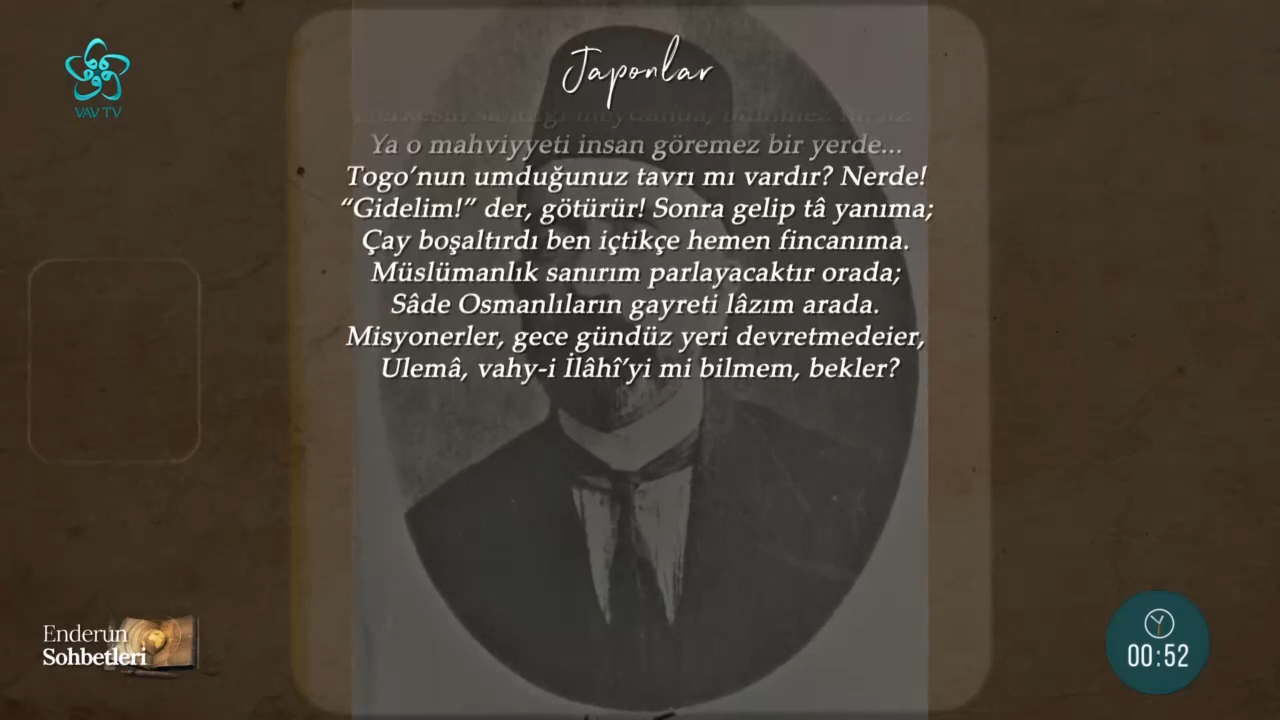 Japonlar
VAV TV
Ya o mahviyyeti insan göremez bir yerde...
Togo’nun umduğunuz tavrı mı vardır? Nerde!
“Gidelim!” der, götürür! Sonra gelip tâ yanıma;
Çay boşaltırdı ben içtikçe hemen fincanıma.
Müslümanlık sanırım parlayacaktır orada;
Sâde Osmanlıların gayreti lâzım arada.
Misyonerler, gece gündüz yeri devretmedeier,
Ulemâ, vahy-i İlâhî’yi mi bilmem, bekler?
Enderun
Sohbetleri
00:52